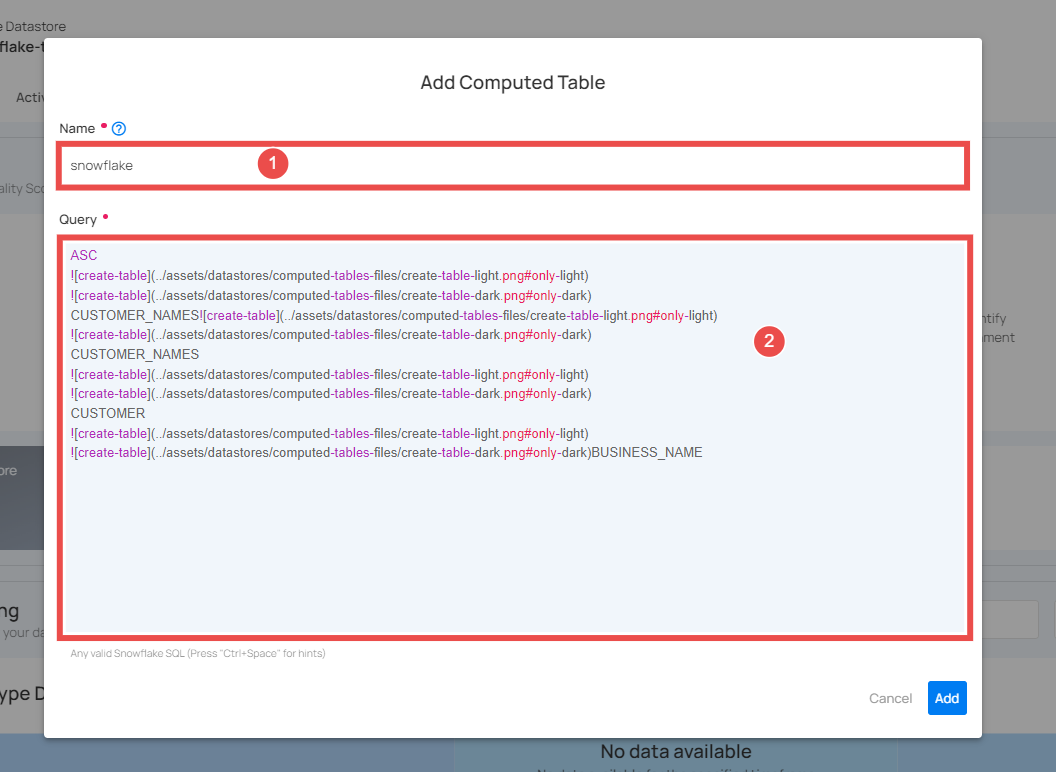 e Datastore
flake-t
Activ
ality Sco
ntify
ment
ore
ng
your da
ype D
Add Computed Table
Name •
snowflake
1
Query •
ASC
![create-table](../assets/datastores/computed-tables-files/create-table-light.png#only-light)
![create-table](../assets/datastores/computed-tables-files/create-table-dark.png#only-dark)
CUSTOMER_NAMES![create-table](../assets/datastores/computed-tables-files/create-table-light.png#only-light)
![create-table](../assets/datastores/computed-tables-files/create-table-dark.png#only-dark)
CUSTOMER_NAMES
![create-table](../assets/datastores/computed-tables-files/create-table-light.png#only-light)
![create-table](../assets/datastores/computed-tables-files/create-table-dark.png#only-dark)
CUSTOMER
![create-table](../assets/datastores/computed-tables-files/create-table-light.png#only-light)
![create-table](../assets/datastores/computed-tables-files/create-table-dark.png#only-dark)BUSINESS_NAME
2
Any valid Snowflake SQL (Press "Ctrl+Space" for hints)
Cancel Add
No data available